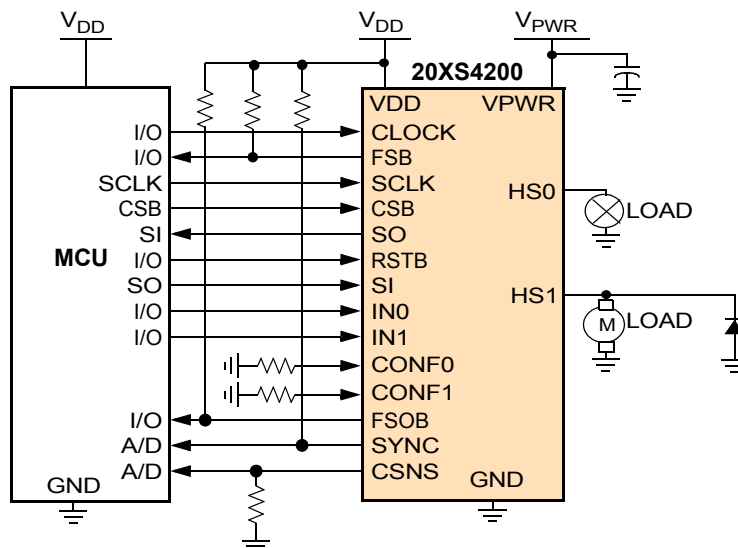 VDD VDD VPWR
20XS4200
VDD VPWR
I/O CLOCK
I/O FSB
SCLK SCLK
CSB CSB
HS0 LOAD
SI SO
MCU
I/O RSTB
SO SI
HS1
I/O IN0
M LOAD
I/O IN1
CONF0
CONF1
I/O FSOB
A/D SYNC
A/D CSNS
GND GND